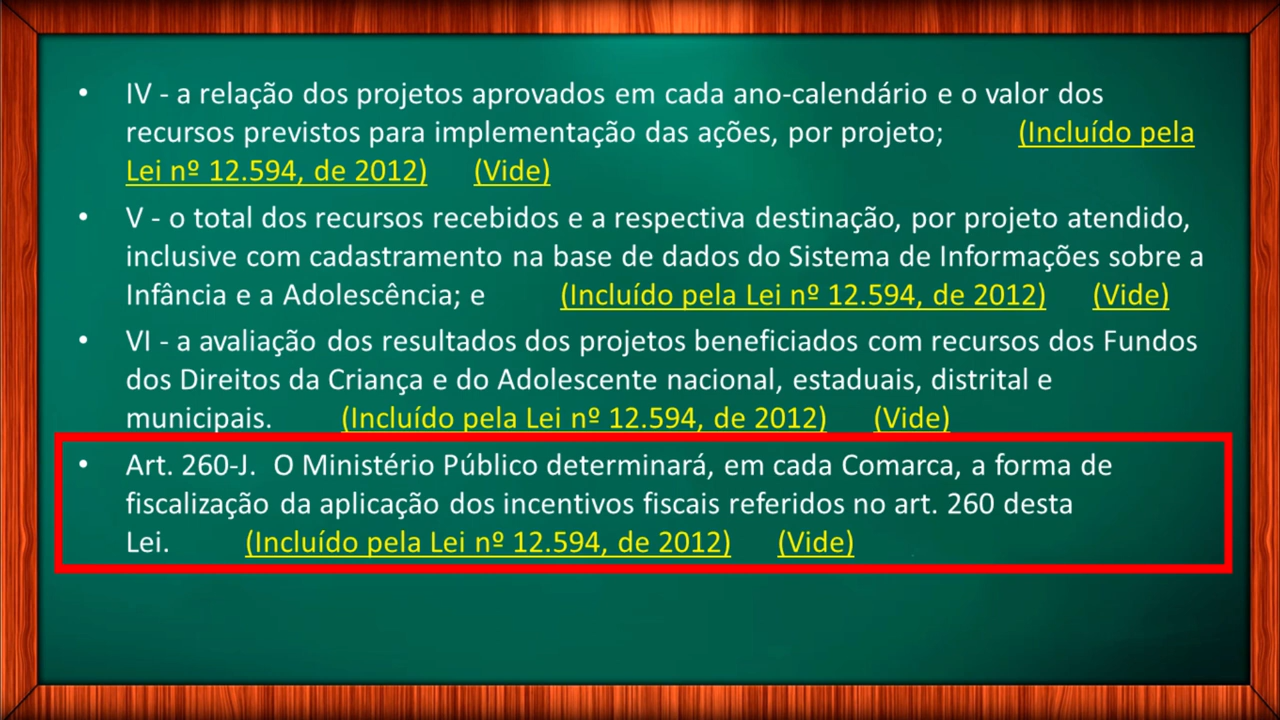 • IV - a relação dos projetos aprovados em cada ano-calendário e o valor dos
recursos previstos para implementação das ações, por projeto; (Incluído pela
Lei nº 12.594, de 2012) (Vide)
• V - o total dos recursos recebidos e a respectiva destinação, por projeto atendido,
inclusive com cadastramento na base de dados do Sistema de Informações sobre a
Infância e a Adolescência; e (Incluído pela Lei nº 12.594, de 2012) (Vide)
• VI - a avaliação dos resultados dos projetos beneficiados com recursos dos Fundos
dos Direitos da Criança e do Adolescente nacional, estaduais, distrital e
municipais. (Incluído pela Lei nº 12.594, de 2012) (Vide)
• Art. 260-J. O Ministério Público determinará, em cada Comarca, a forma de
fiscalização da aplicação dos incentivos fiscais referidos no art. 260 desta
Lei. (Incluído pela Lei nº 12.594, de 2012) (Vide)